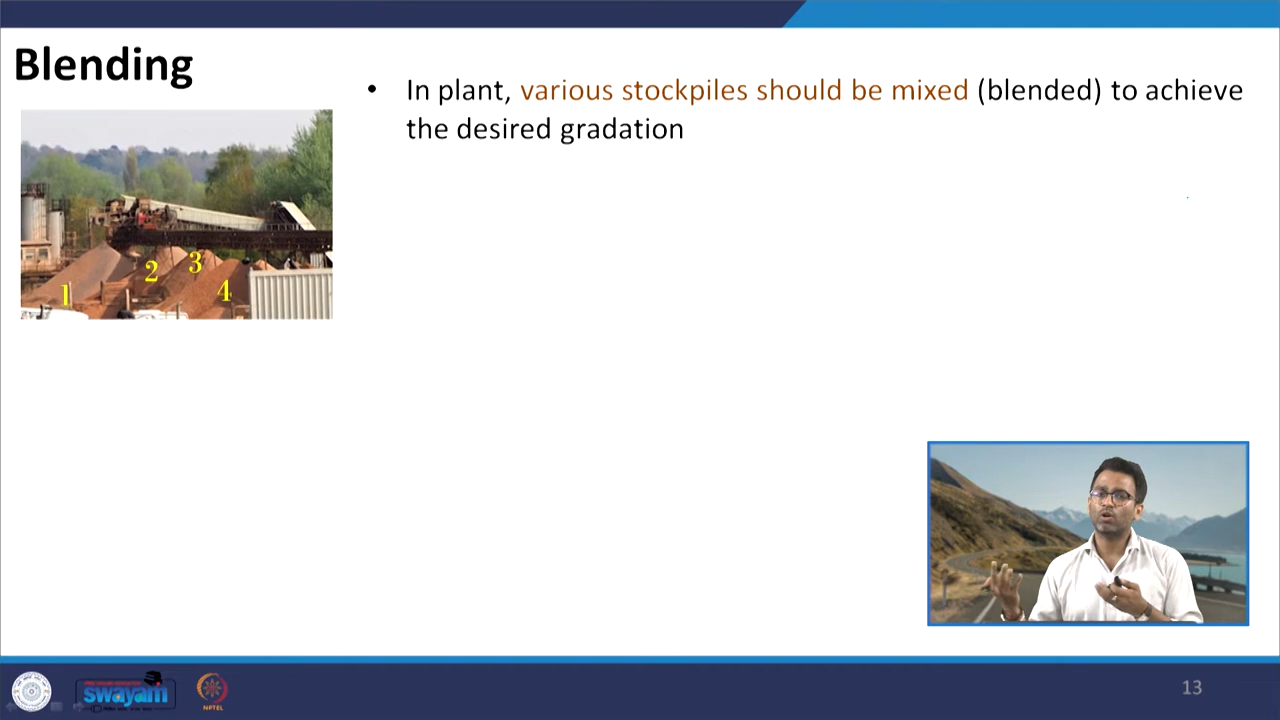 Blending
• In plant, various stockpiles should be mixed (blended) to achieve
the desired gradation
1
2
3
4
swayam
NPTEL
13